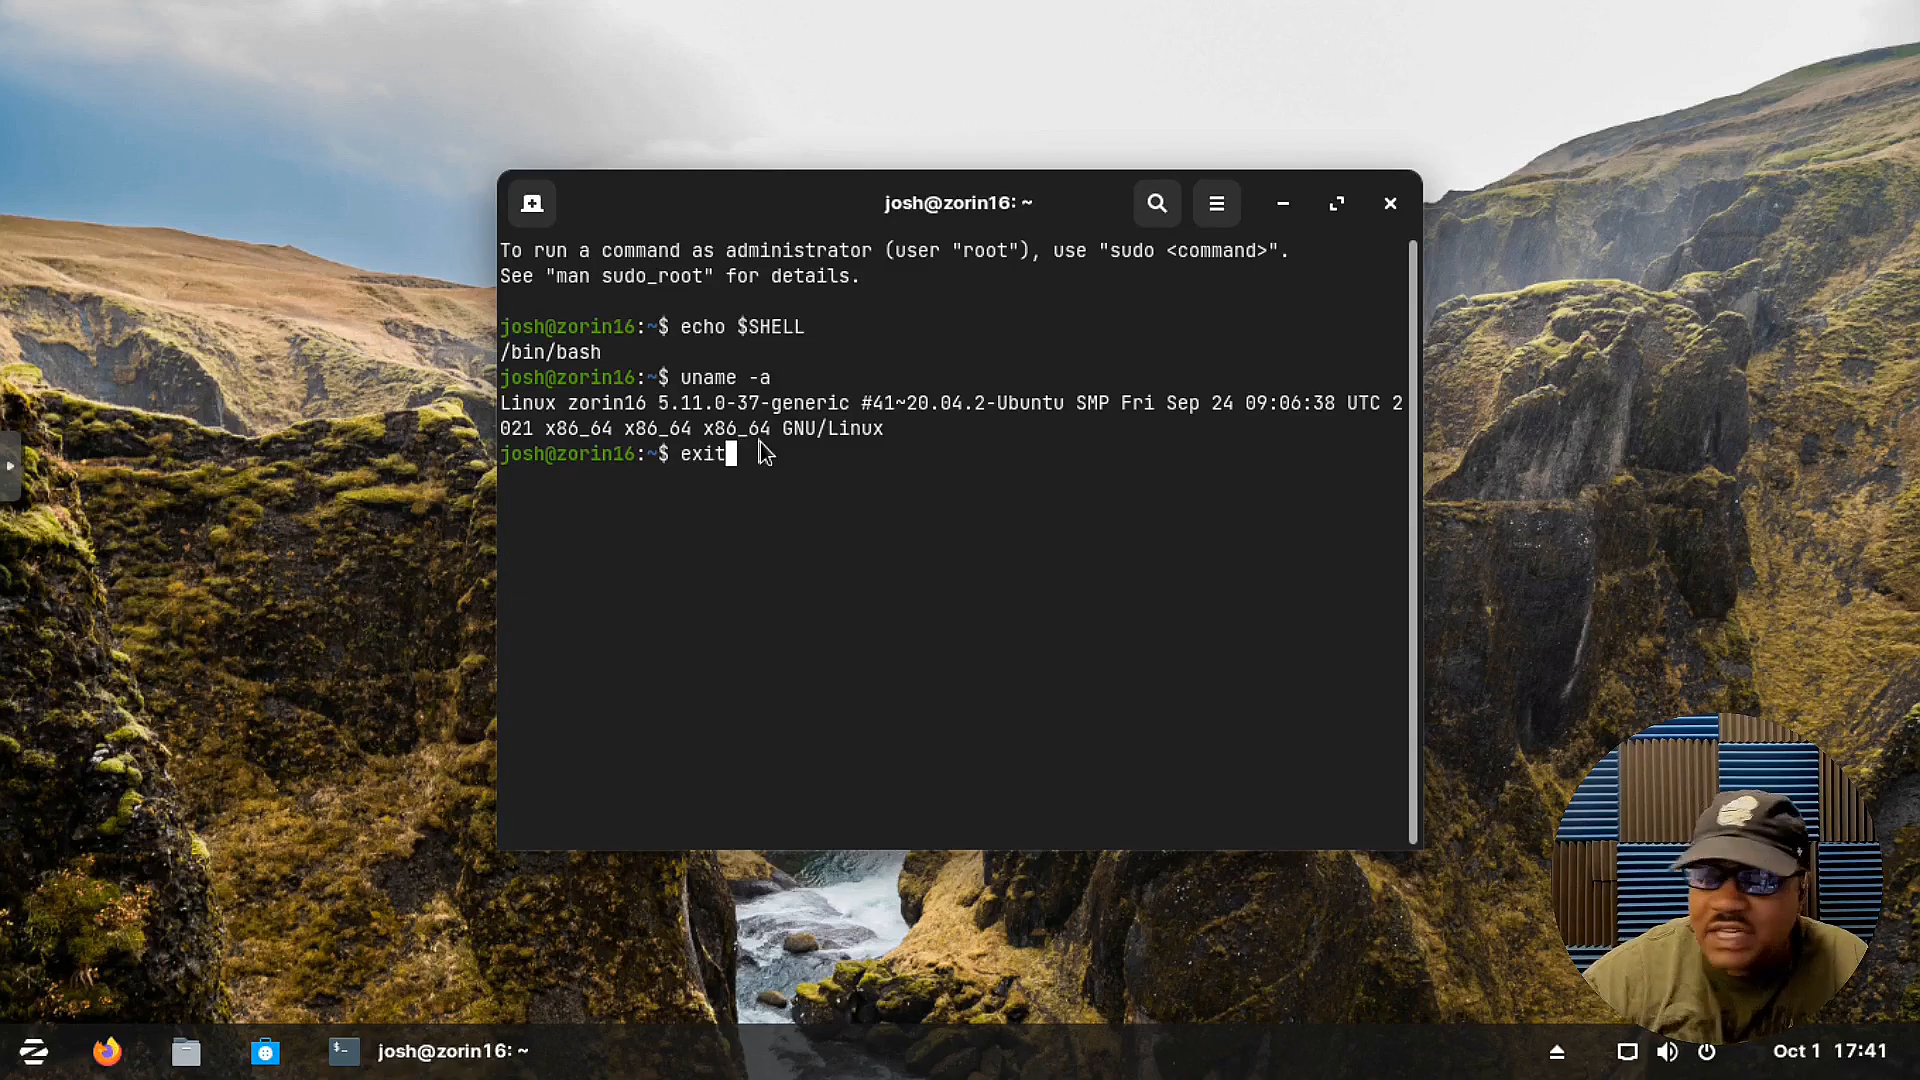 josh@zorin16: ~
To run a command as administrator (user "root"), use "sudo <command>".
See "man sudo_root" for details.
josh@zorin16:~$ echo $SHELL
/bin/bash
josh@zorin16:~$ uname -a
Linux zorin16 5.11.0-37-generic #41~20.04.2-Ubuntu SMP Fri Sep 24 09:06:38 UTC 2
021 x86_64 x86_64 x86_64 GNU/Linux
josh@zorin16:~$ exit
$-
josh@zorin16: ~
Oct 1 17:41